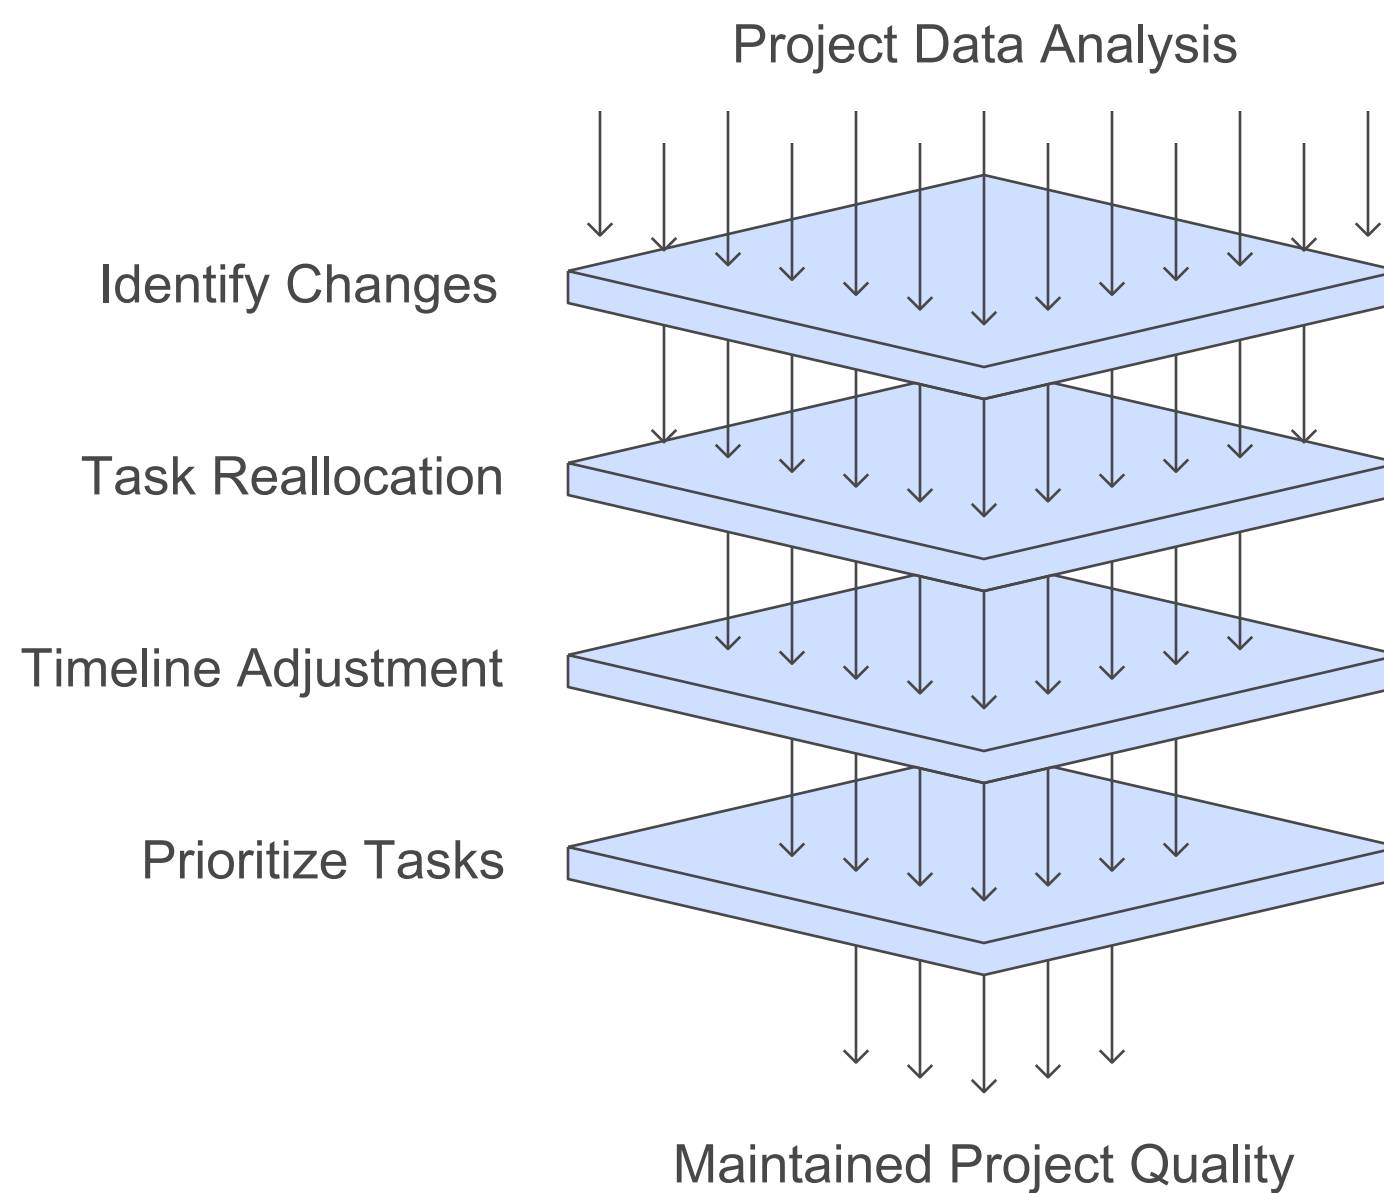 Project Data Analysis
Identify Changes
Task Reallocation
Timeline Adjustment
Prioritize Tasks
Maintained Project Quality